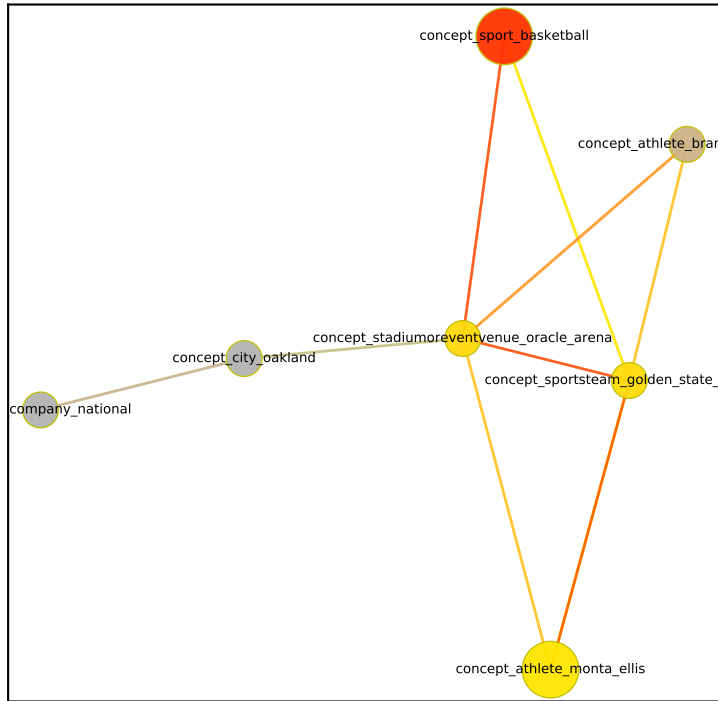 concept_sport_basketball
concept_athlete_bran
concept_stadiumoreventvenue_oracle_arena
concept_city_oakland
concept_sportsteam_golden_state_
company_national
concept_athlete_monta_ellis